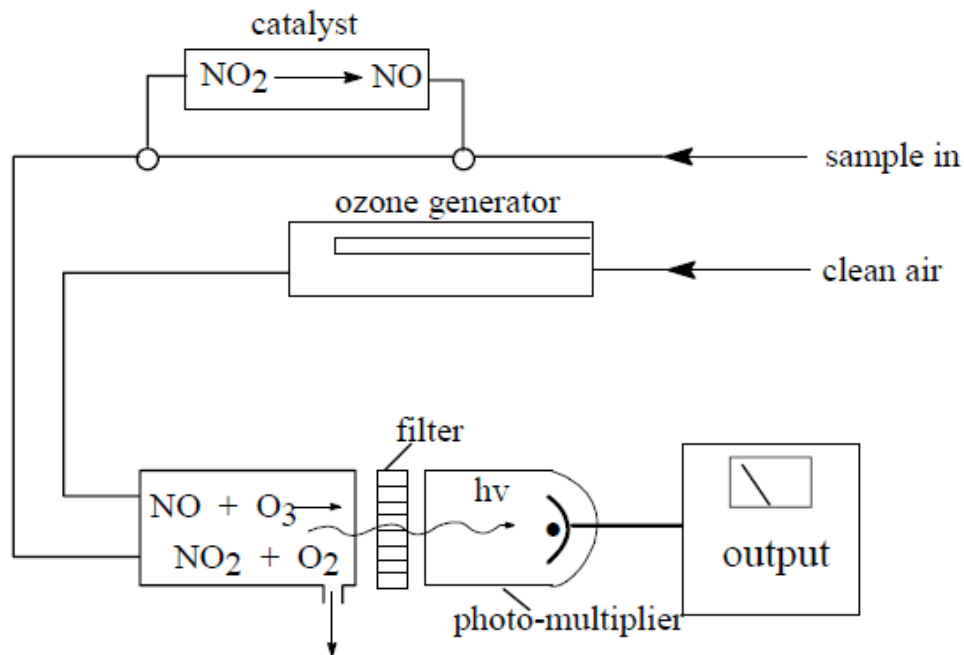 catalyst
NO2 → NO
sample in
ozone generator
clean air
filter
NO + O3 →
hv
NO2 + O2
output
photo-multiplier